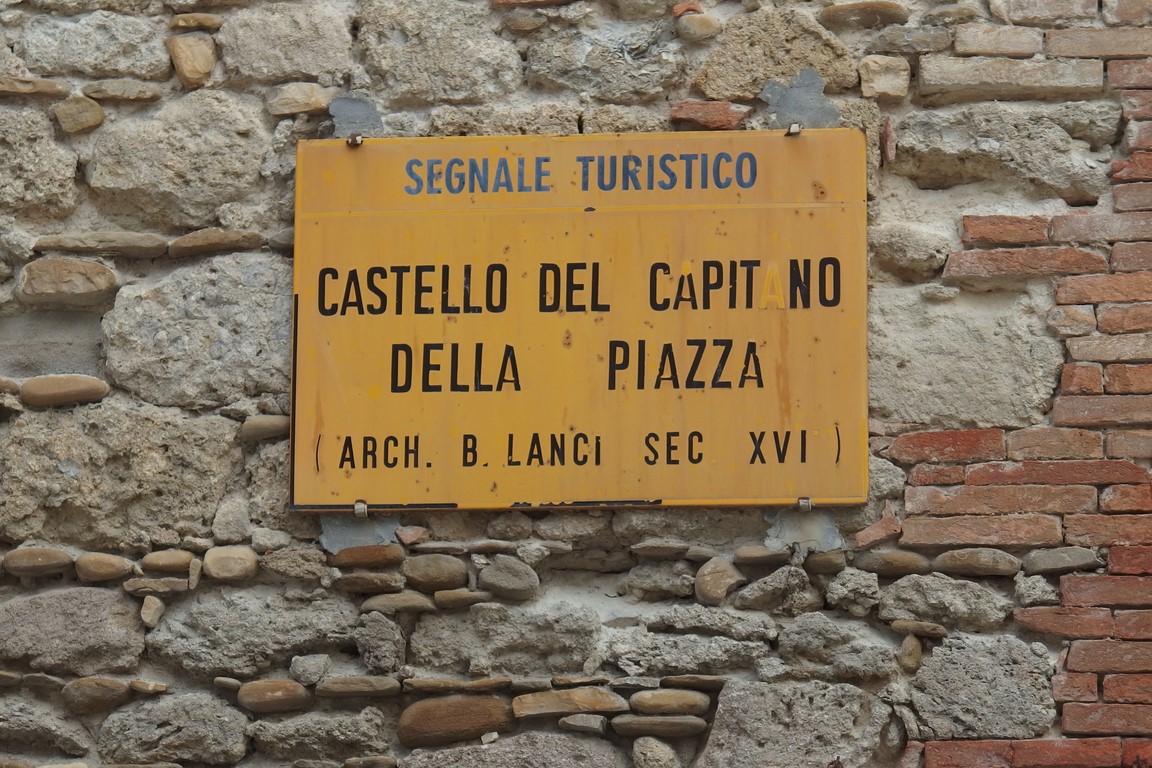 SEGNALE TURISTICO
CASTELLO DEL CAPITANO
DELLA PIAZZA
( ARCH. B. LANCI SEC XVI )